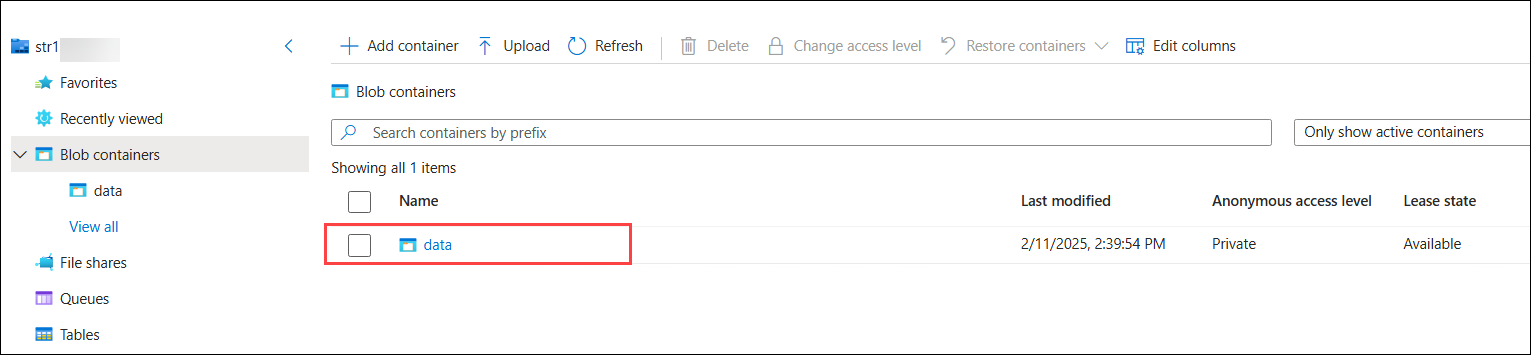 str1
Favorites
Recently viewed
Blob containers
data
View all
File shares
Queues
Tables
Add container Upload Refresh Delete Change access level Restore containers Edit columns
Blob containers
Search containers by prefix Only show active containers
Showing all 1 items
Name Last modified Anonymous access level Lease state
data 2/11/2025, 2:39:54 PM Private Available